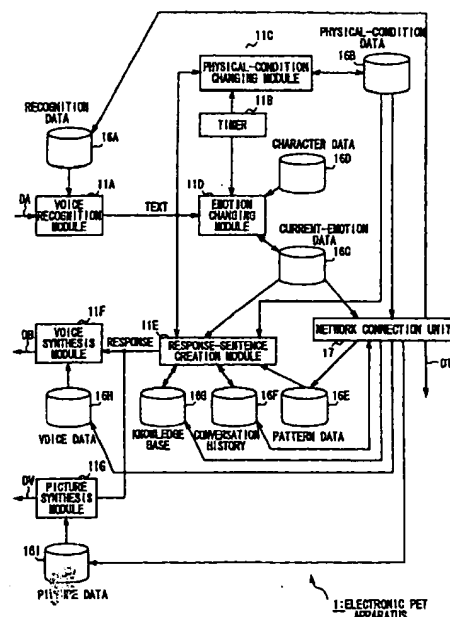 11C
PHYSICAL-CONDITION
CHANGING MODULE
PHYSICAL-CONDITION
DATA
16B
11B
TIMER
RECOGNITION
DATA
16A
CHARACTER DATA
16D
11A
DA
VOICE
RECOGNITION
MODULE
TEXT
11D
EMOTION
CHANGING
MODULE
CURRENT-EMOTION
DATA
16C
11F
DB
VOICE
SYNTHESIS
MODULE
RESPONSE
11E
RESPONSE-SENTENCE
CREATION MODULE
NETWORK CONNECTION UNIT
17
DT
16H
VOICE DATA
16G
KNOWLEDGE
BASE
16F
CONVERSATION
HISTORY
16E
PATTERN DATA
11G
DV
PICTURE
SYNTHESIS
MODULE
16I
DATA
1:ELECTRONIC PET
APPARATUS